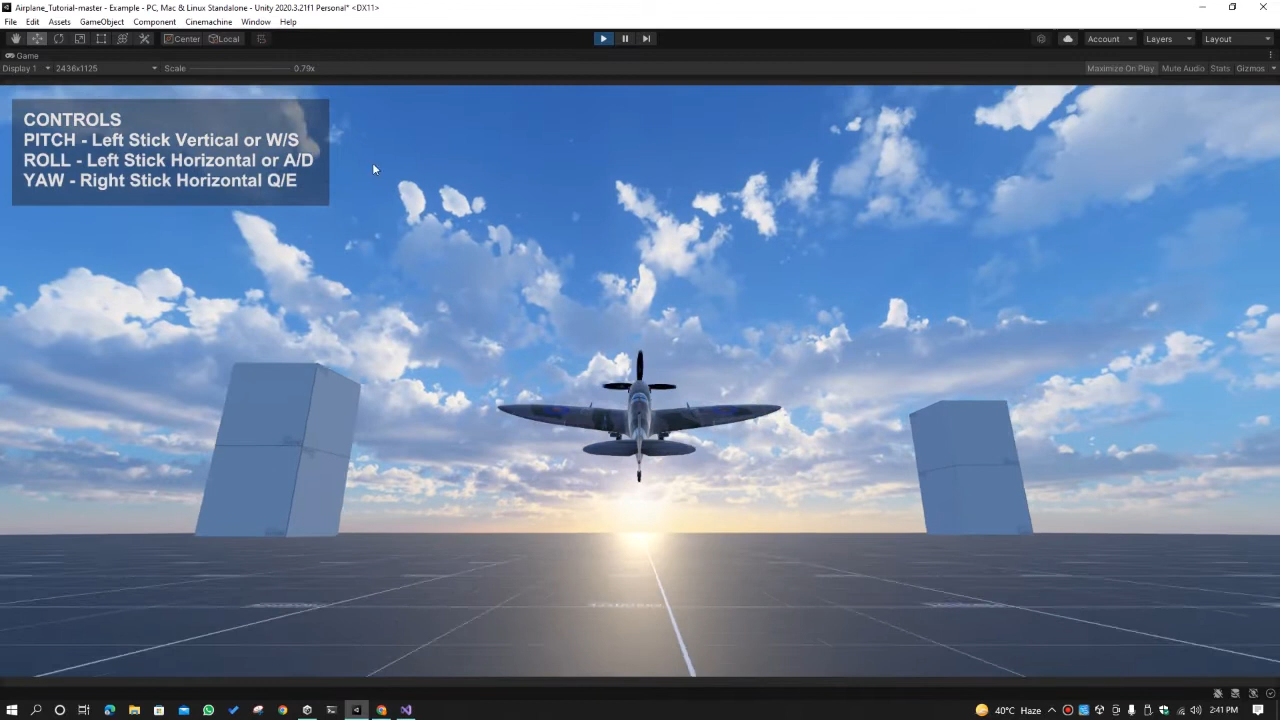 Airplane_Tutorial-master - Example - PC, Mac & Linux Standalone - Unity 2020.3.21f1 Personal* <DX11>
File Edit Assets GameObject Component Cinemachine Window Help
Center Local Account Layers Layout
Game
Display 1 2436x1125 Scale 0.79x Maximize On Play Mute Audio Stats Gizmos
CONTROLS
PITCH - Left Stick Vertical or W/S
ROLL - Left Stick Horizontal or A/D
YAW - Right Stick Horizontal Q/E
40°C Haze 2:41 PM